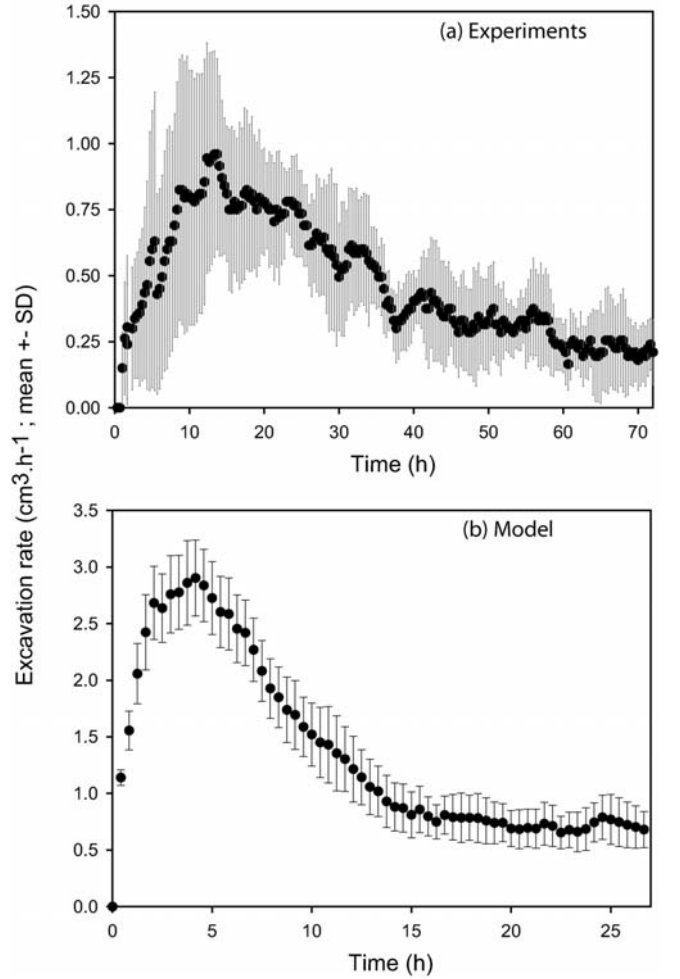 (a) Experiments
1.50
1.25
1.00
0.75
0.50
0.25
0.00
0 10 20 30 40 50 60 70
Time (h)
Excavation rate (cm3.h-1 ; mean +- SD)
(b) Model
3.5
3.0
2.5
2.0
1.5
1.0
0.5
0.0
0 5 10 15 20 25
Time (h)